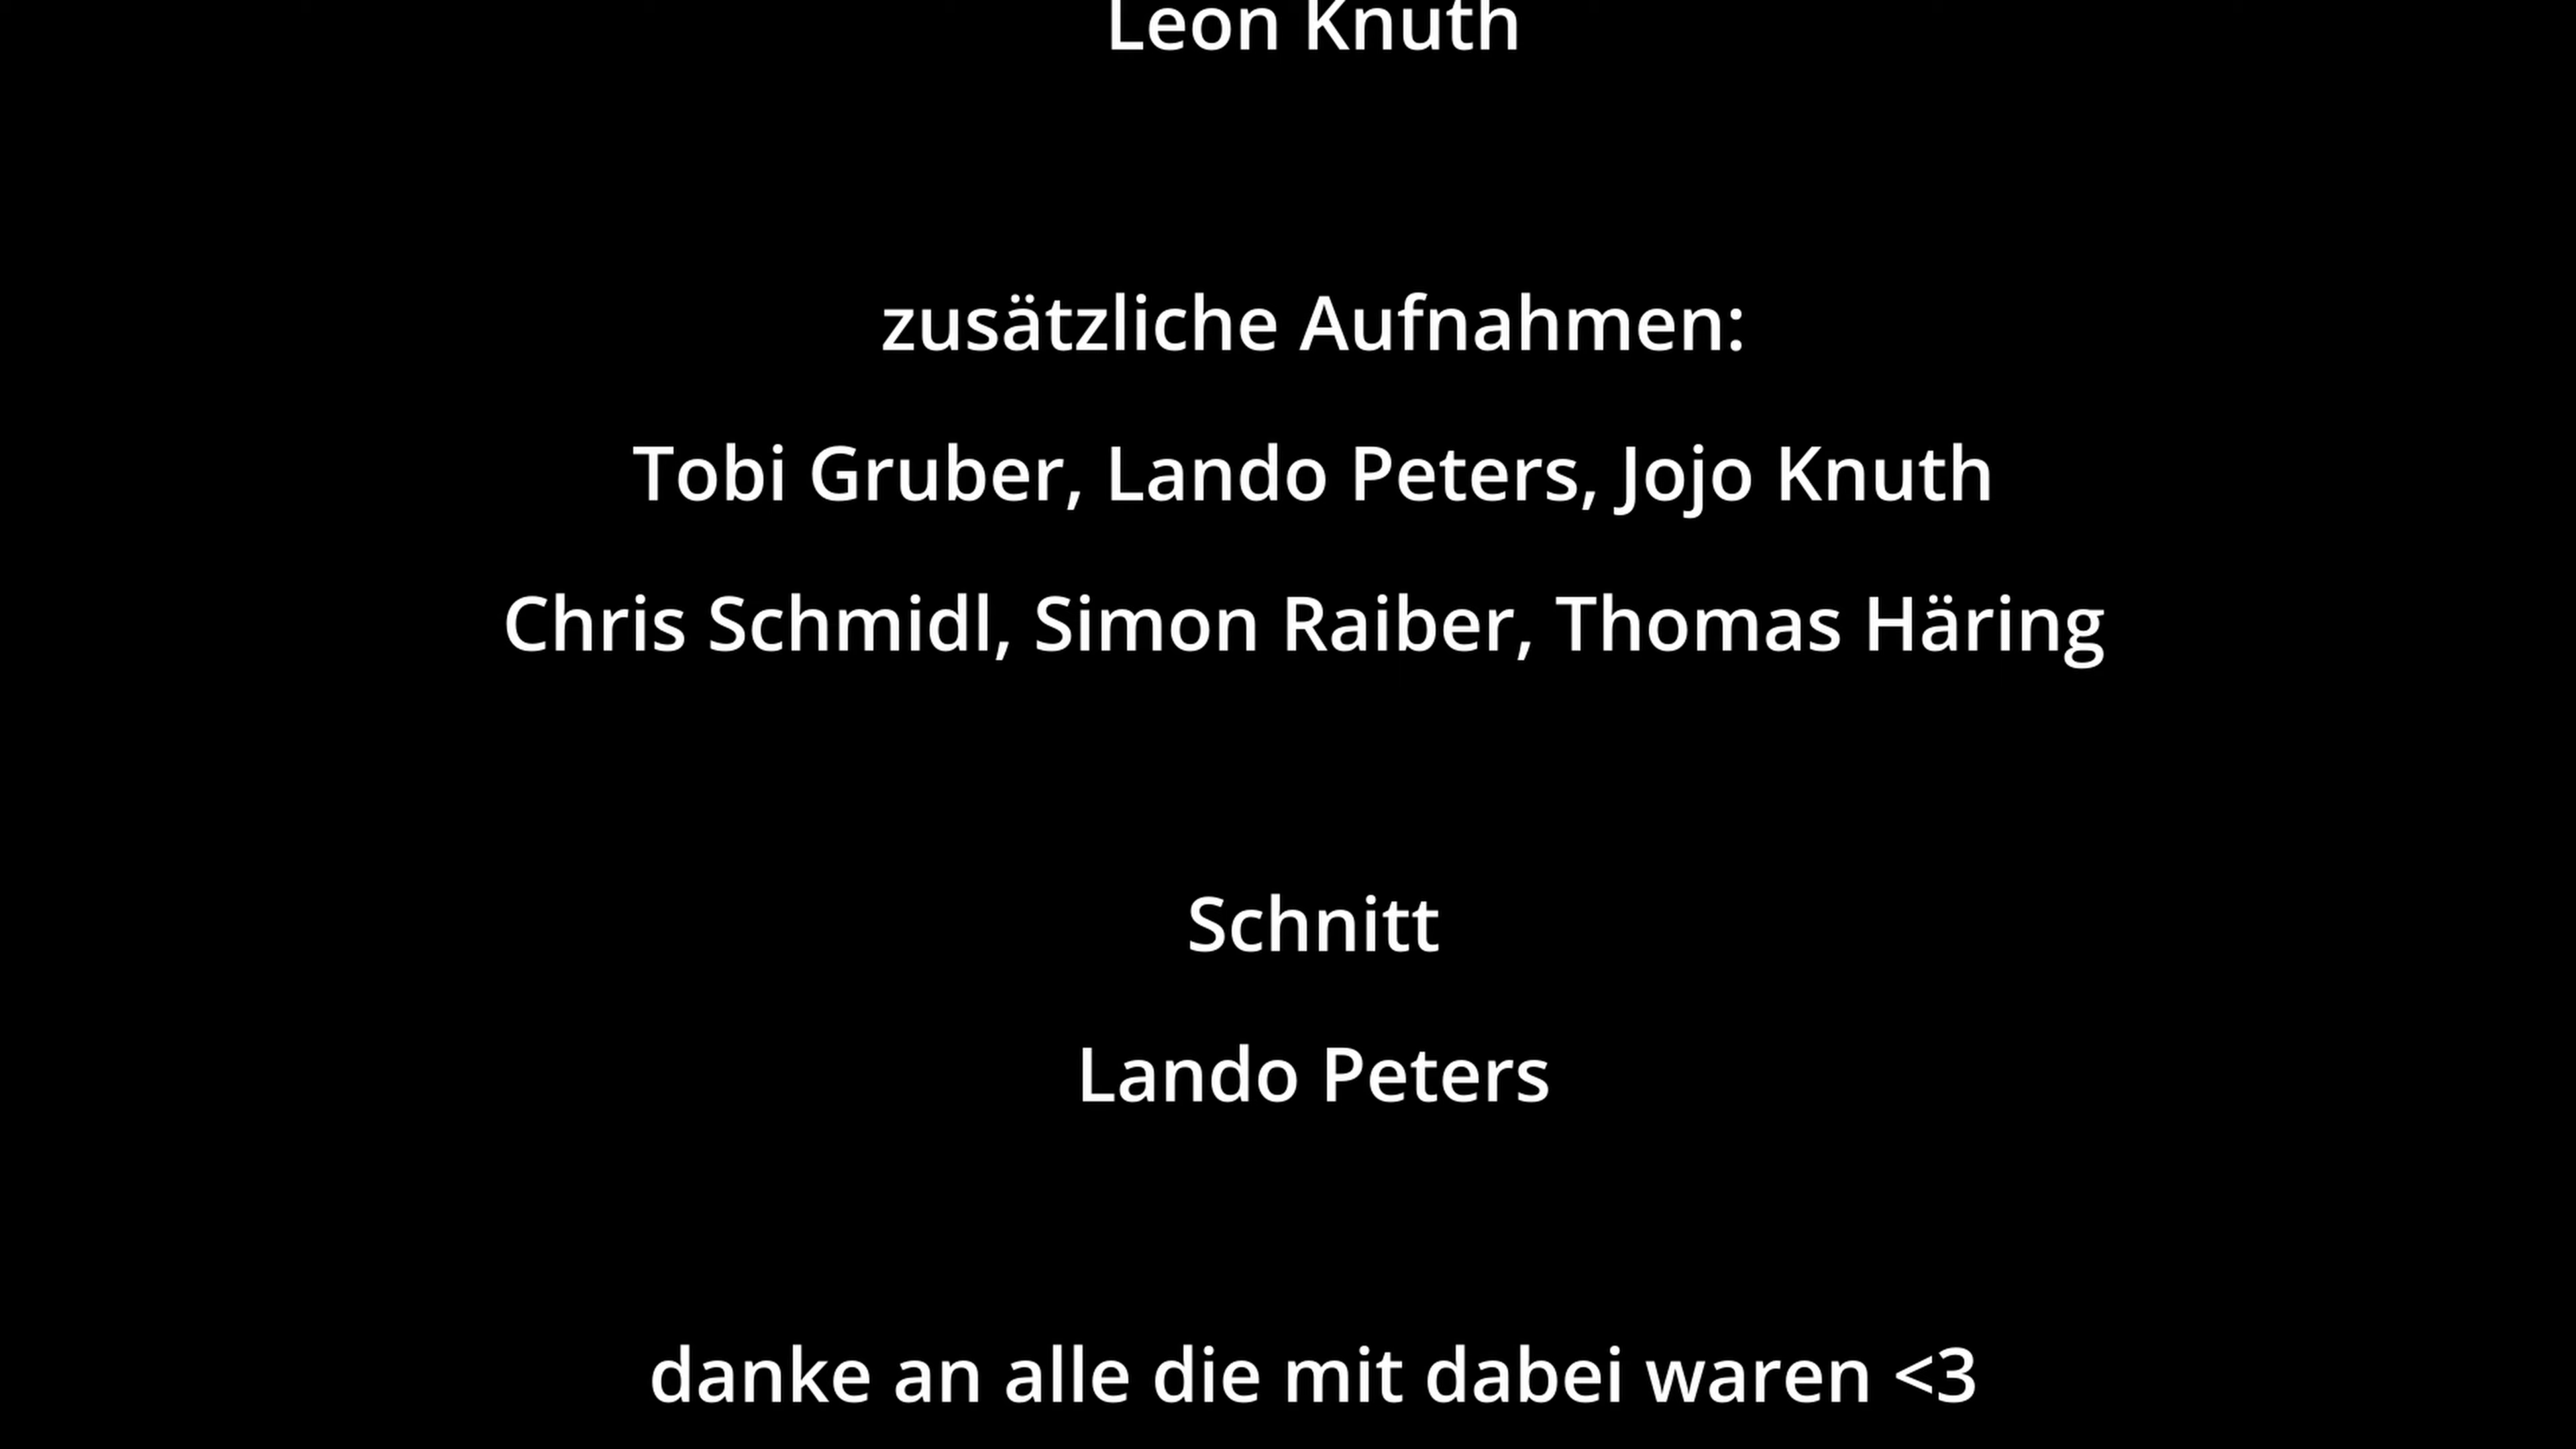 Leon Knuth
zusätzliche Aufnahmen:
Tobi Gruber, Lando Peters, Jojo Knuth
Chris Schmidl, Simon Raiber, Thomas Häring
Schnitt
Lando Peters
danke an alle die mit dabei waren <3